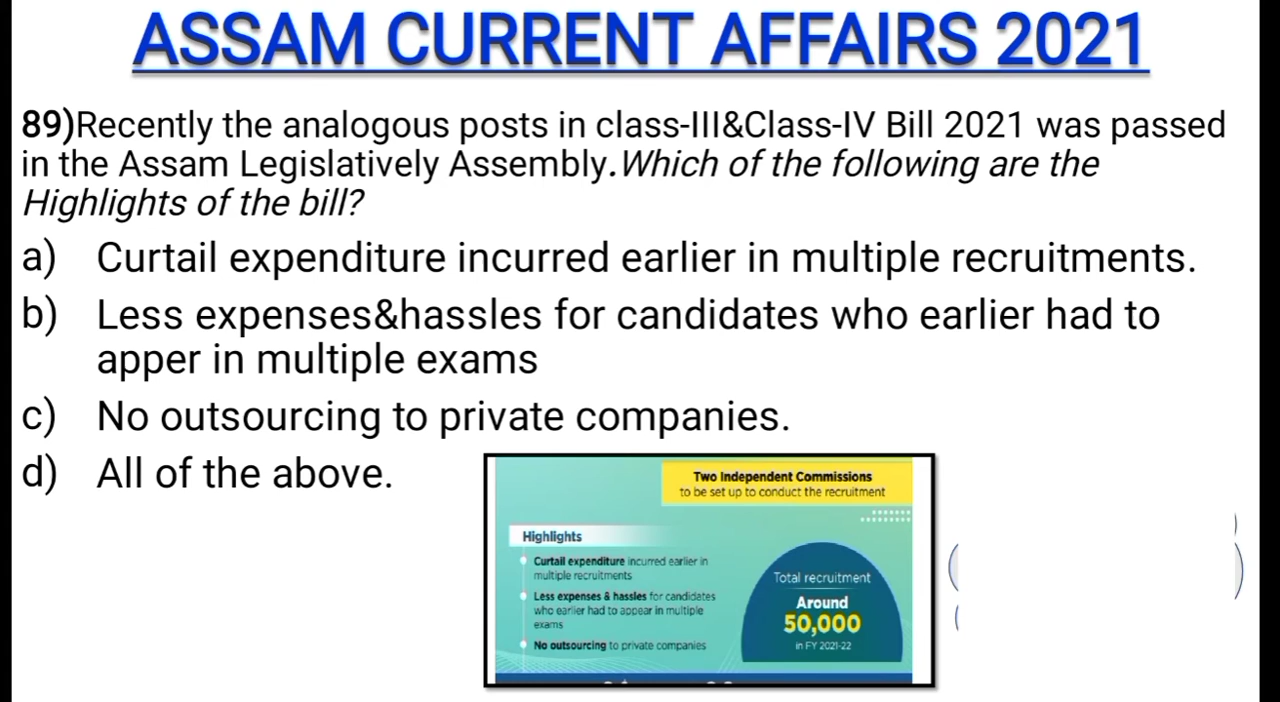 ASSAM CURRENT AFFAIRS 2021
89)Recently the analogous posts in class-III&Class-IV Bill 2021 was passed
in the Assam Legislatively Assembly.Which of the following are the
Highlights of the bill?
a) Curtail expenditure incurred earlier in multiple recruitments.
b) Less expenses&hassles for candidates who earlier had to
apper in multiple exams
c) No outsourcing to private companies.
d) All of the above.
Two Independent Commissions
to be set up to conduct the recruitment
Highlights
Curtail expenditure incurred earlier in
multiple recruitments
Less expenses & hassles for candidates
who earlier had to appear in multiple
exams
No outsourcing to private companies
Total recruitment
Around
50,000
in FY 2021-22